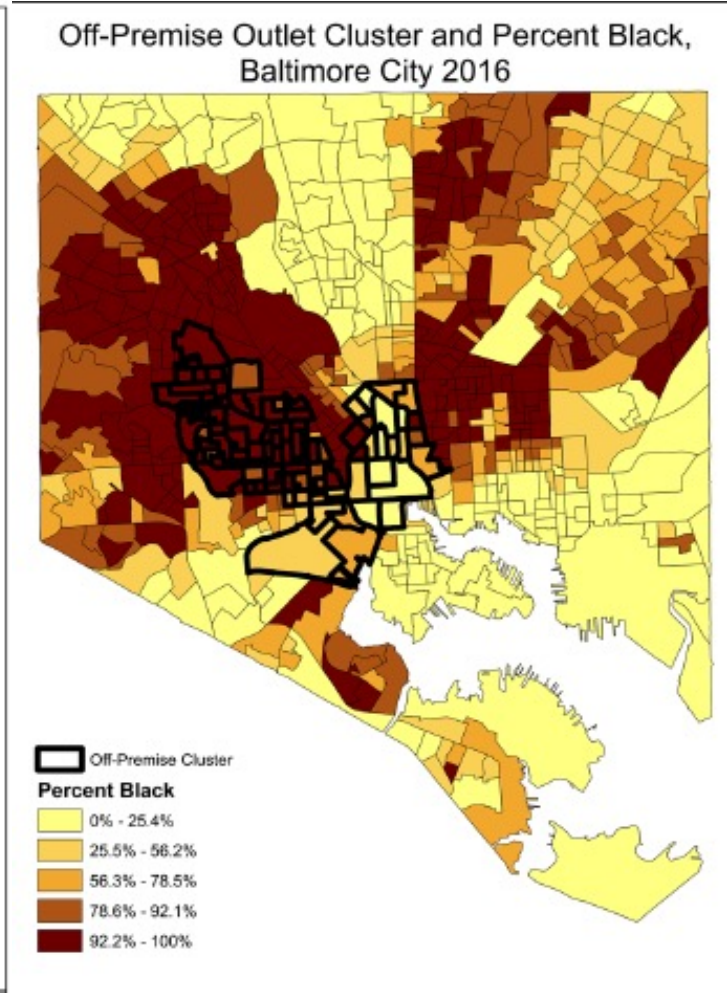 Off-Premise Outlet Cluster and Percent Black,
Baltimore City 2016
Off-Premise Cluster
Percent Black
0% - 25.4%
25.5% - 56.2%
56.3% - 78.5%
78.6% - 92.1%
92.2% - 100%